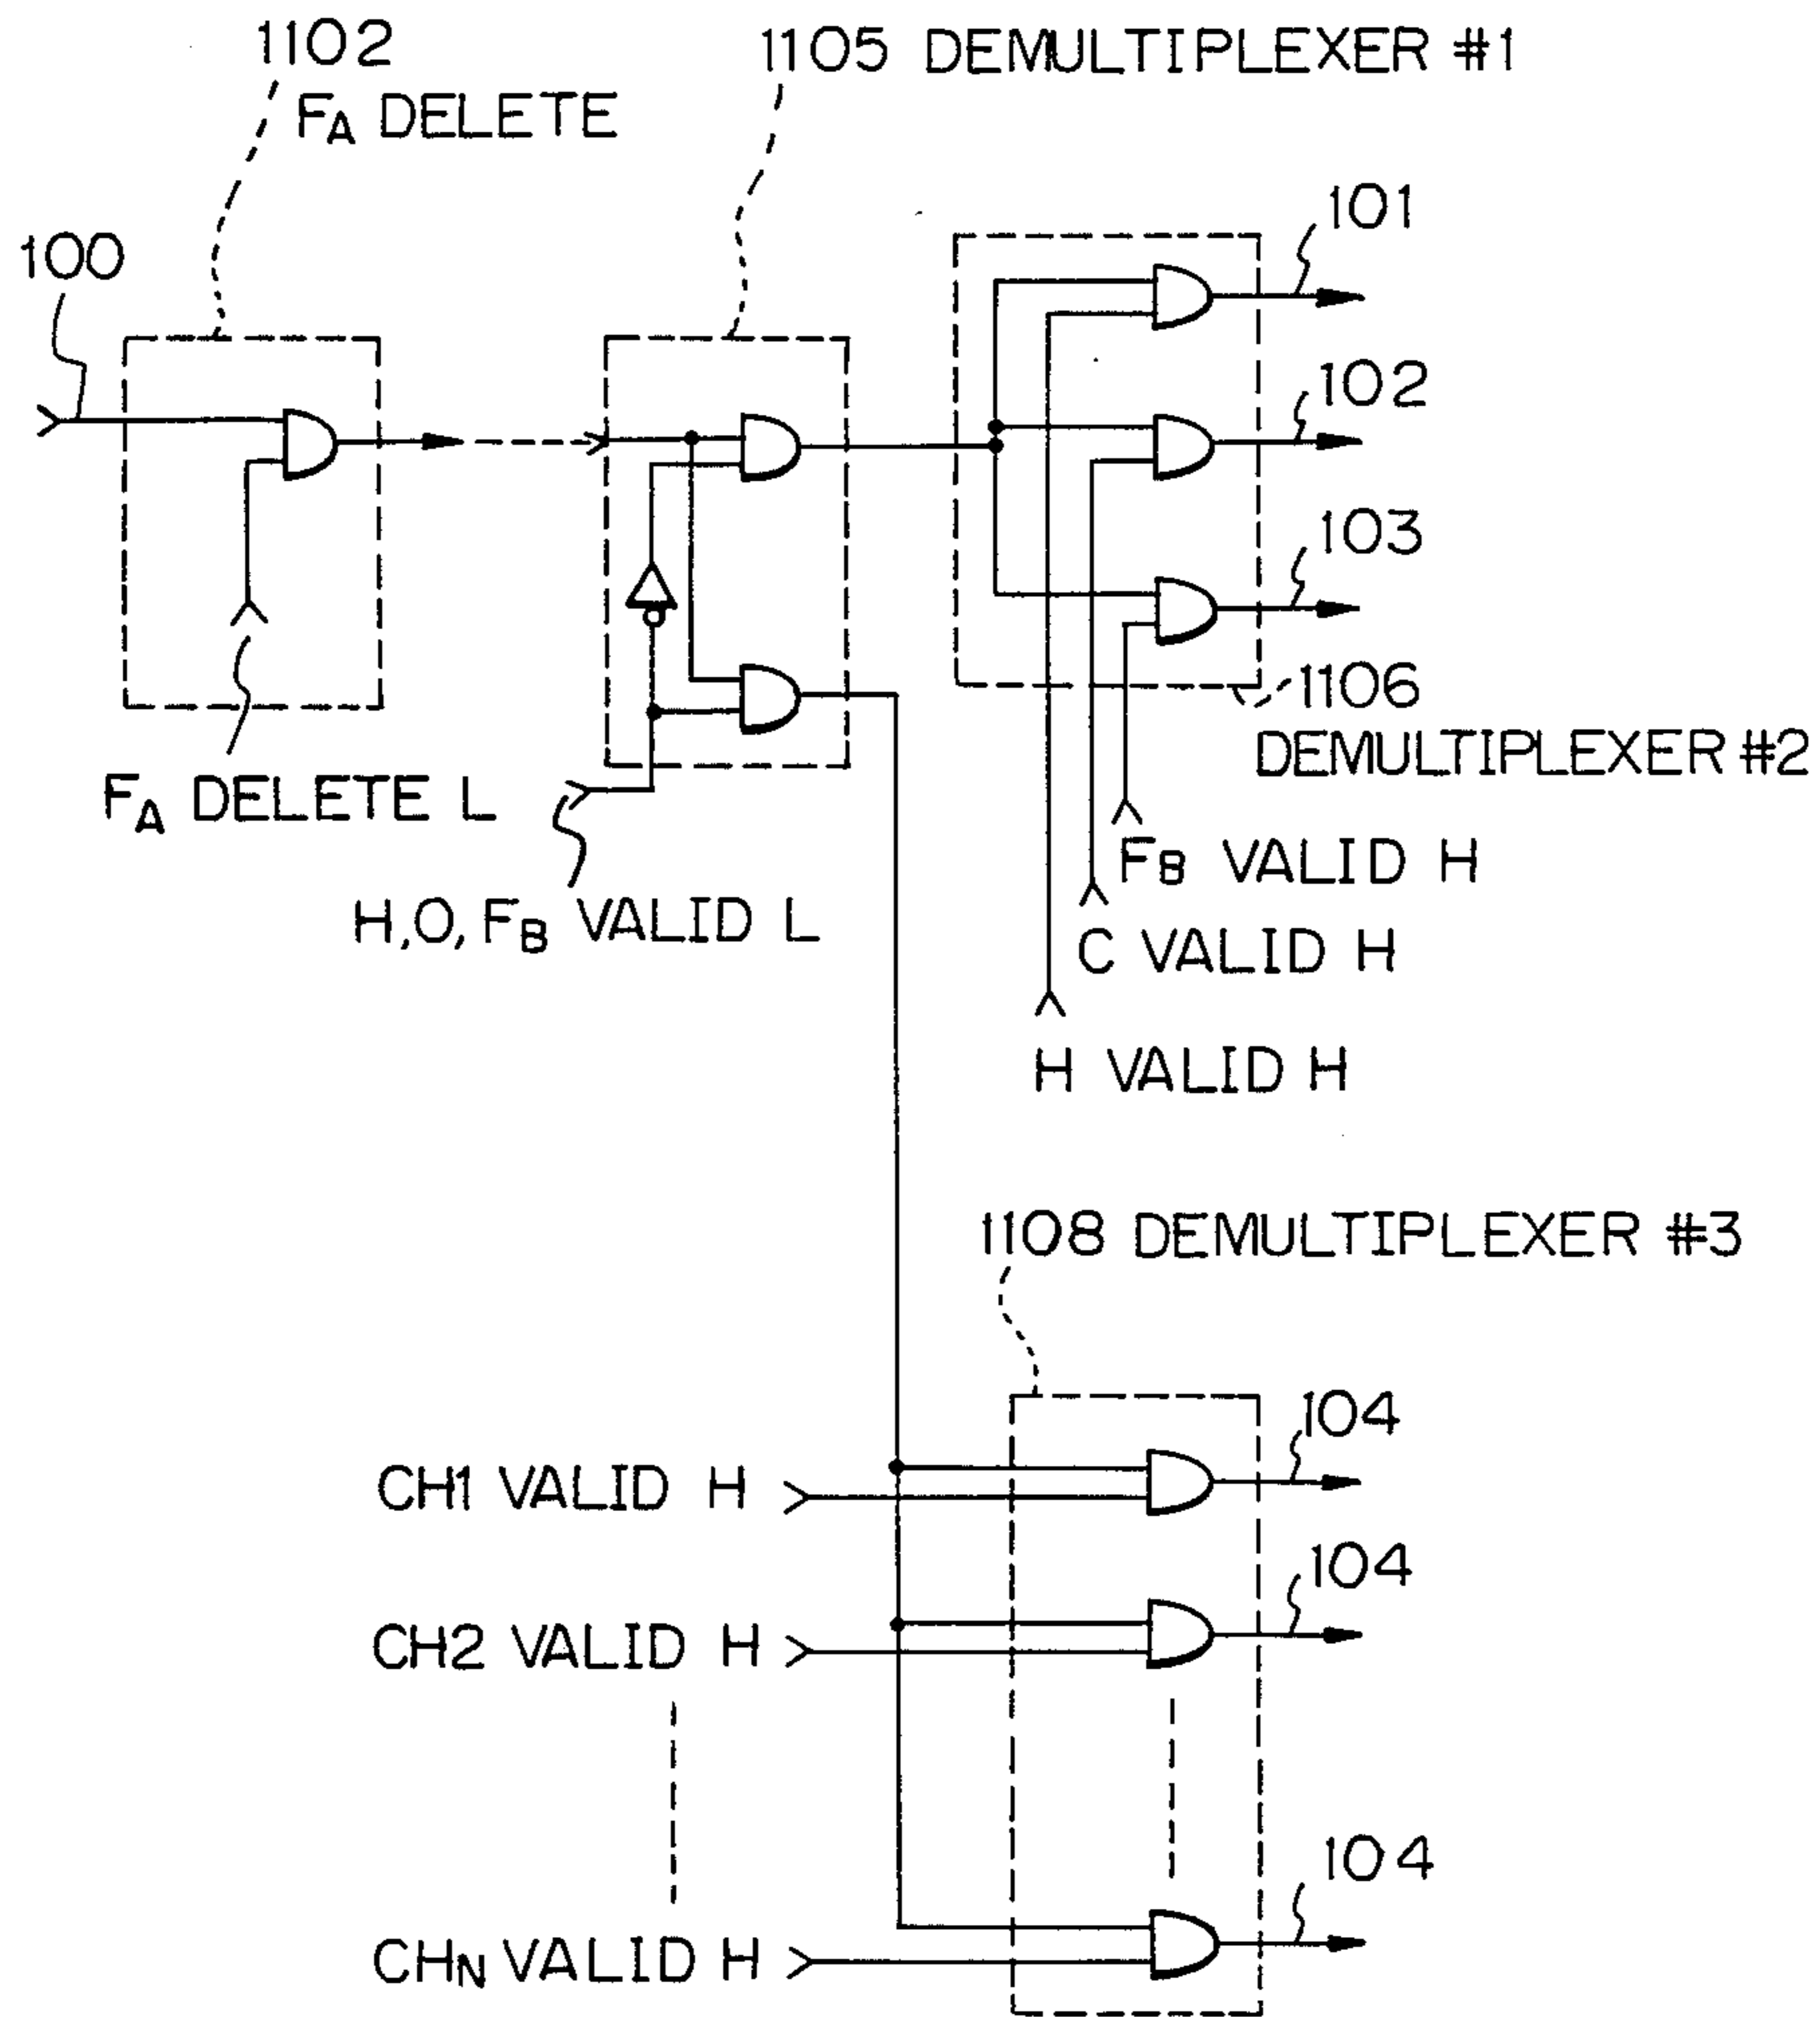 1102
FA DELETE
1105 DEMULTIPLEXER #1
100
101
102
103
1106
DEMULTIPLEXER #2
FA DELETE L
H,O,FB VALID L
FB VALID H
C VALID H
H VALID H
1108 DEMULTIPLEXER #3
104
CH1 VALID H
104
CH2 VALID H
104
CHN VALID H